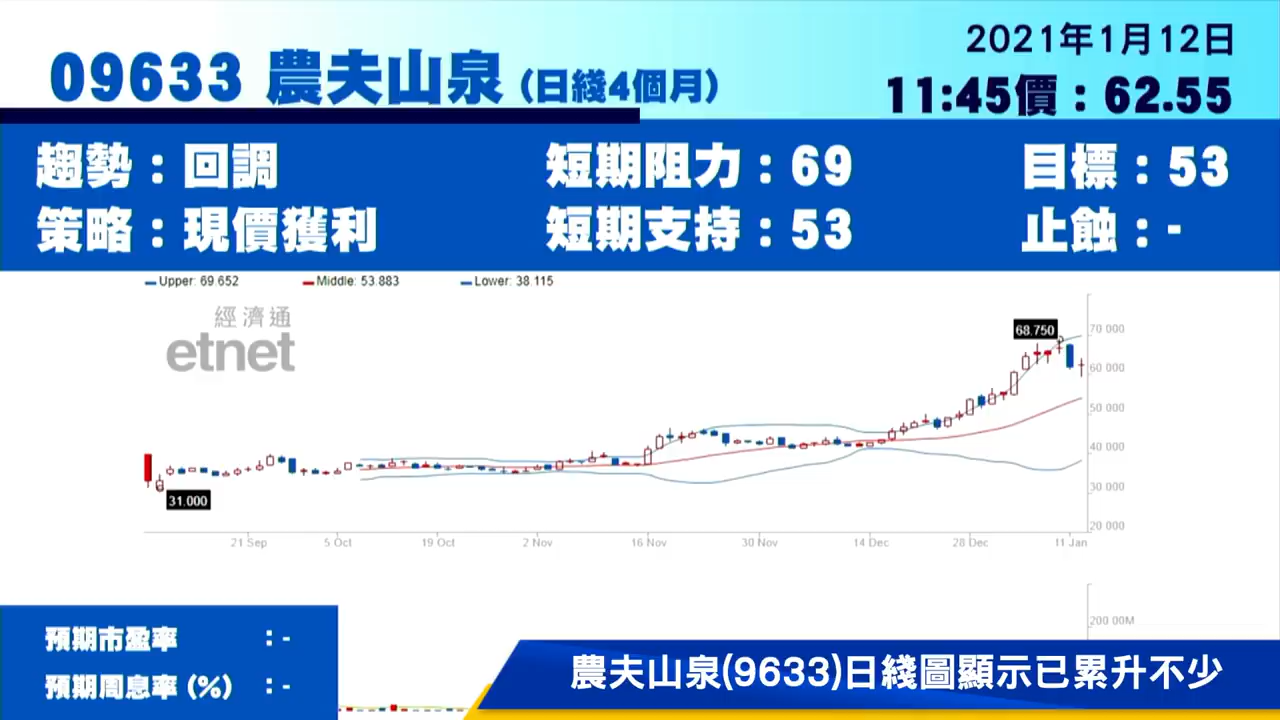 2021年1月12日
09633 農夫山泉 (日綫4個月)
11:45價：62.55
趨勢：回調 短期阻力：69 目標：53
策略：現價獲利 短期支持：53 止蝕：-
Upper: 69.652 Middle: 53.883 Lower: 38.115
經濟通
etnet
68.750
70 000
60 000
50 000
40 000
30 000
20 000
31.000
21 Sep 5 Oct 19 Oct 2 Nov 16 Nov 30 Nov 14 Dec 28 Dec 11 Jan
200 00M
預期市盈率 ：-
預期周息率 (%) ：-
農夫山泉(9633)日綫圖顯示已累升不少